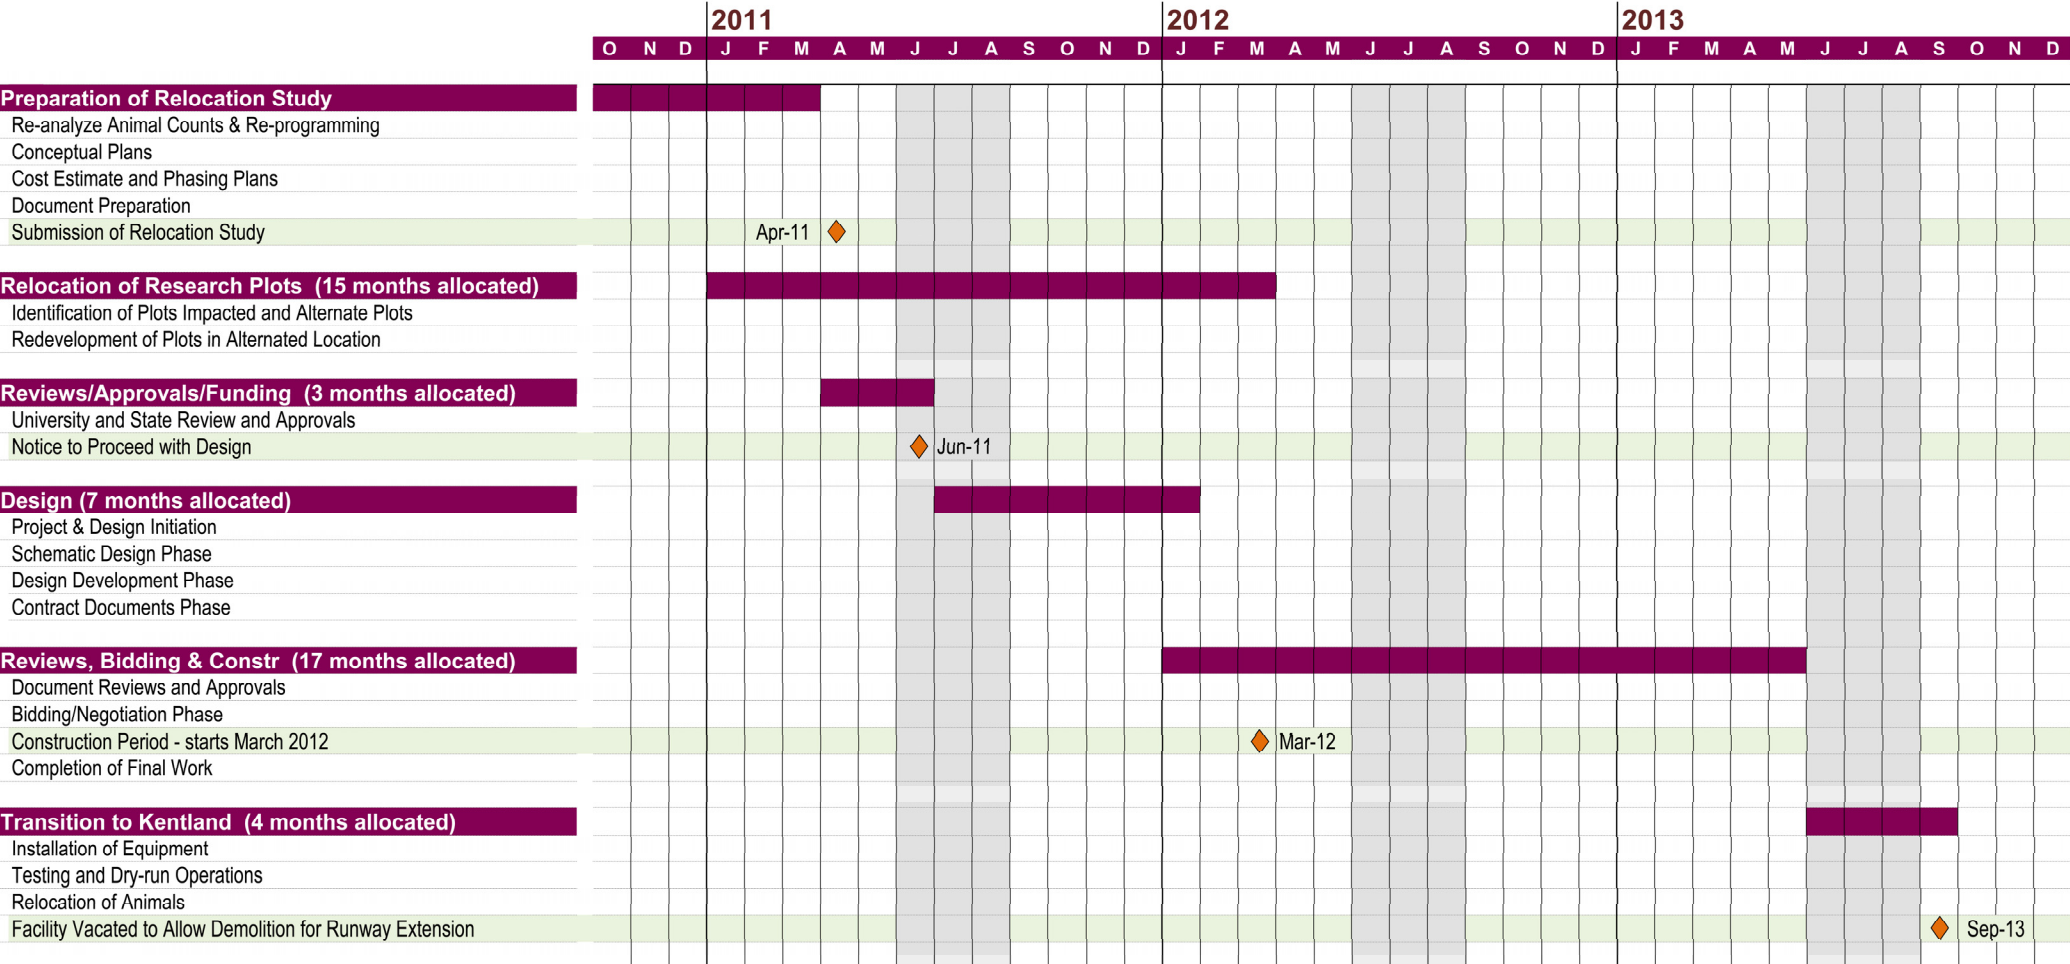 2011 2012 2013
O N D J F M A M J J A S O N D J F M A M J J A S O N D J F M A M J J A S O N D
Preparation of Relocation Study
Re-analyze Animal Counts & Re-programming
Conceptual Plans
Cost Estimate and Phasing Plans
Document Preparation
Submission of Relocation Study Apr-11
Relocation of Research Plots (15 months allocated)
Identification of Plots Impacted and Alternate Plots
Redevelopment of Plots in Alternated Location
Reviews/Approvals/Funding (3 months allocated)
University and State Review and Approvals
Notice to Proceed with Design Jun-11
Design (7 months allocated)
Project & Design Initiation
Schematic Design Phase
Design Development Phase
Contract Documents Phase
Reviews, Bidding & Constr (17 months allocated)
Document Reviews and Approvals
Bidding/Negotiation Phase
Construction Period - starts March 2012 Mar-12
Completion of Final Work
Transition to Kentland (4 months allocated)
Installation of Equipment
Testing and Dry-run Operations
Relocation of Animals
Facility Vacated to Allow Demolition for Runway Extension Sep-13